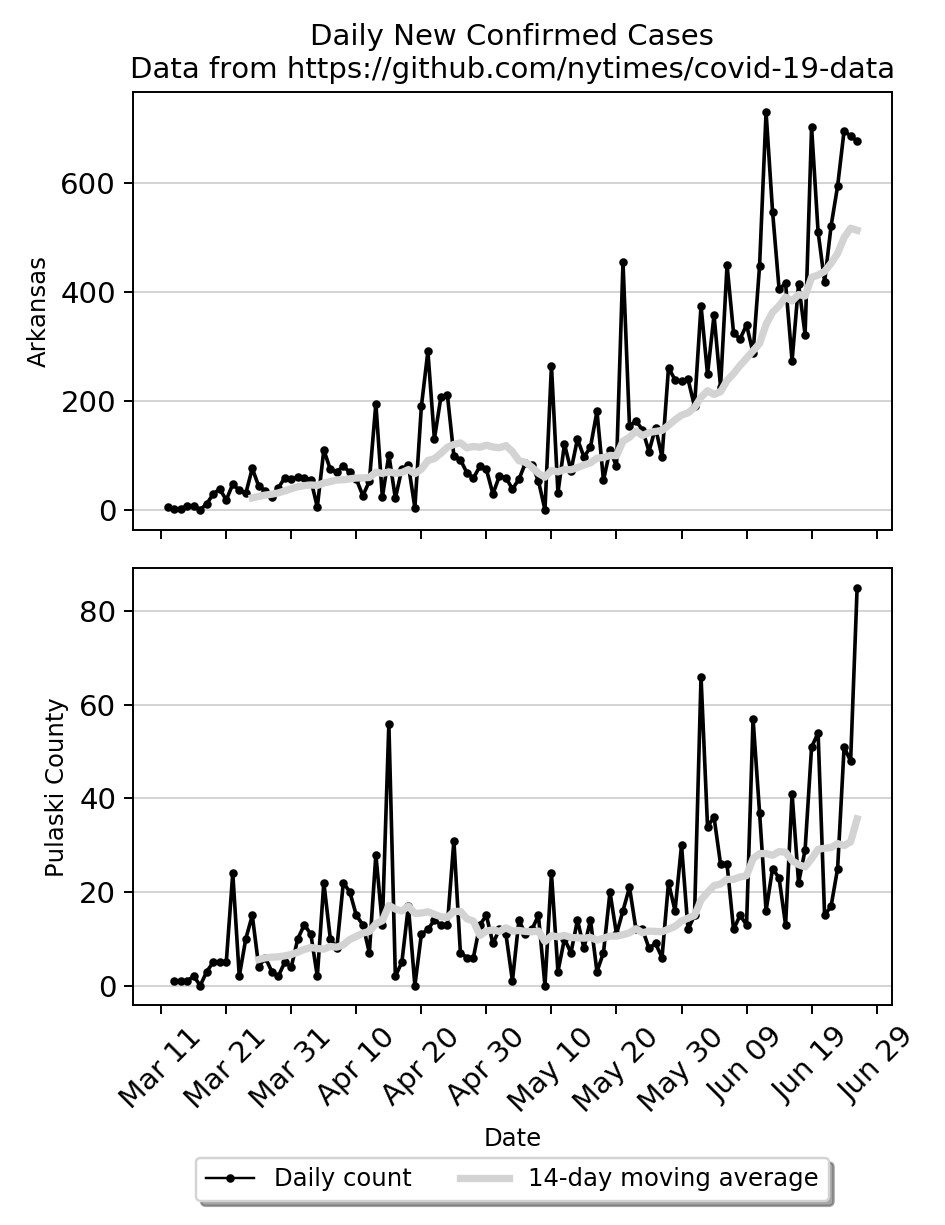 Daily New Confirmed Cases
Data from https://github.com/nytimes/covid-19-data
Arkansas
600
400
200
0
Pulaski County
80
60
40
20
0
Mar 11
Mar 21
Mar 31
Apr 10
Apr 20
Apr 30
May 10
May 20
May 30
Jun 09
Jun 19
Jun 29
Date
Daily count
14-day moving average